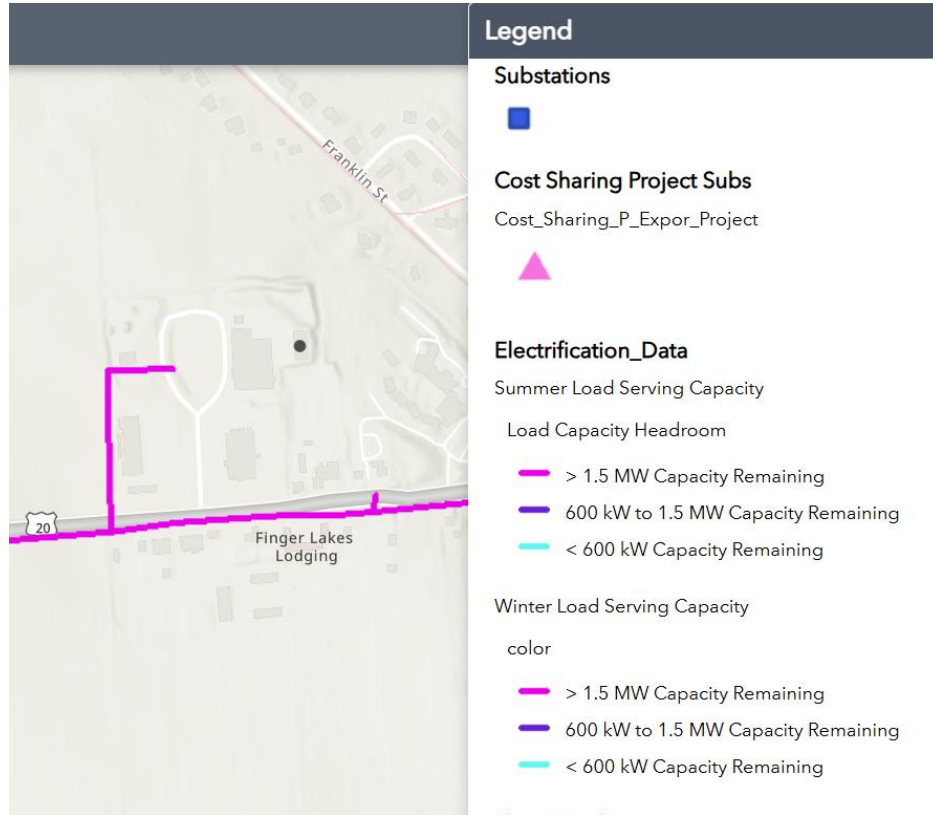 Legend
Substations
Cost Sharing Project Subs
Cost_Sharing_P_Expor_Project
Electrification_Data
Summer Load Serving Capacity
Load Capacity Headroom
> 1.5 MW Capacity Remaining
600 kW to 1.5 MW Capacity Remaining
< 600 kW Capacity Remaining
Winter Load Serving Capacity
color
> 1.5 MW Capacity Remaining
600 kW to 1.5 MW Capacity Remaining
< 600 kW Capacity Remaining
Franklin St
20
Finger Lakes
Lodging